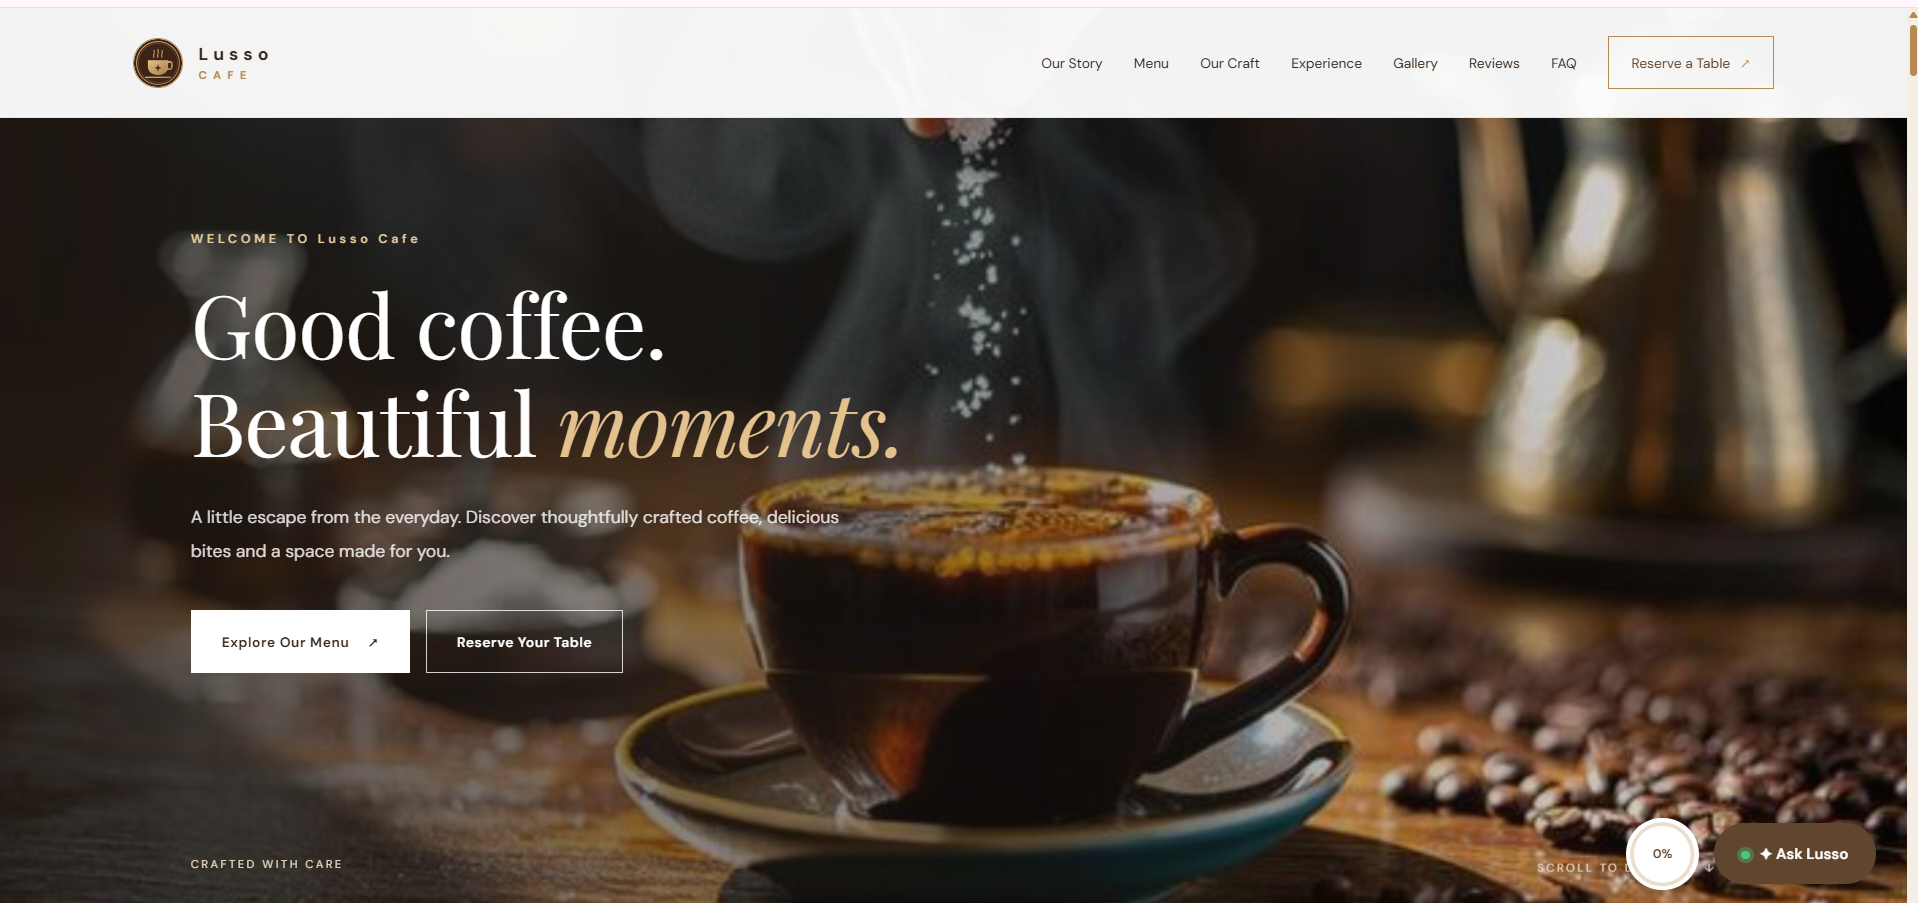 Lusso
CAFE
Our Story
Menu
Our Craft
Experience
Gallery
Reviews
FAQ
Reserve a Table ↗
WELCOME TO Lusso Cafe
Good coffee.
Beautiful moments.
A little escape from the everyday. Discover thoughtfully crafted coffee, delicious
bites and a space made for you.
Explore Our Menu ↗
Reserve Your Table
CRAFTED WITH CARE
SCROLL TO
0%
✦ Ask Lusso